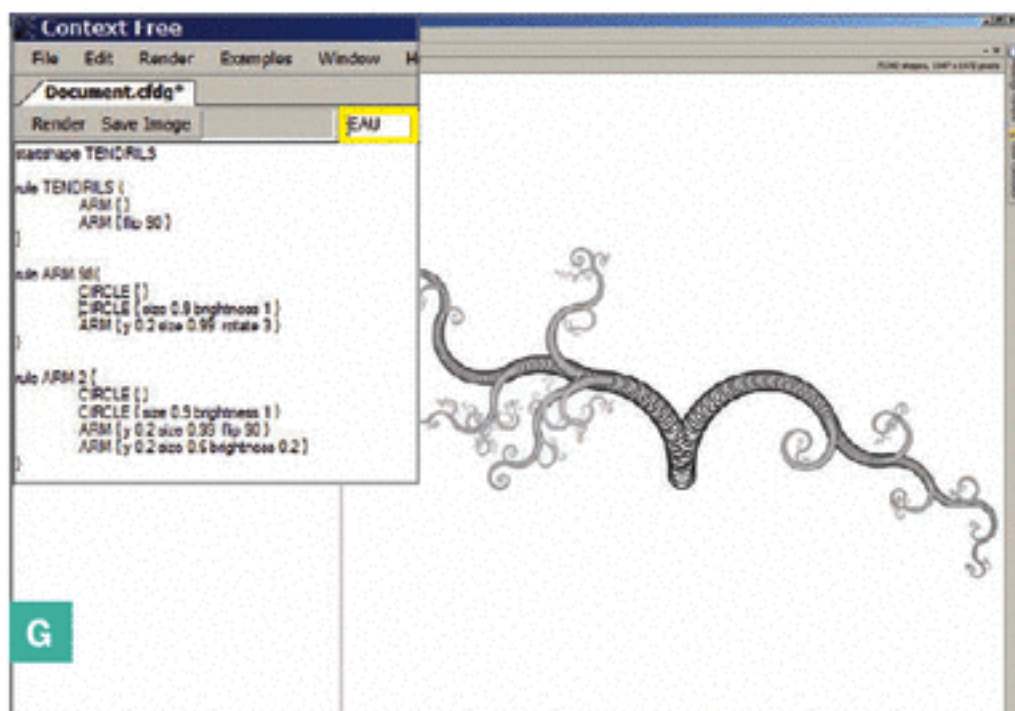 Context Free
File Edit Render Examples Window H
Document.cfdg*
Render Save Image
EAU
startshape TENDRILS
rule TENDRILS {
ARM [ ]
ARM [flip 90 ]
}
rule ARM 98{
CIRCLE [ ]
CIRCLE [size 0.9 brightness 1 ]
ARM [y 0.2 size 0.99 rotate 3 ]
}
rule ARM 2 {
CIRCLE [ ]
CIRCLE [size 0.9 brightness 1 ]
ARM [y 0.2 size 0.99 flip 90 ]
ARM [y 0.2 size 0.6 brightness 0.2 ]
}
G